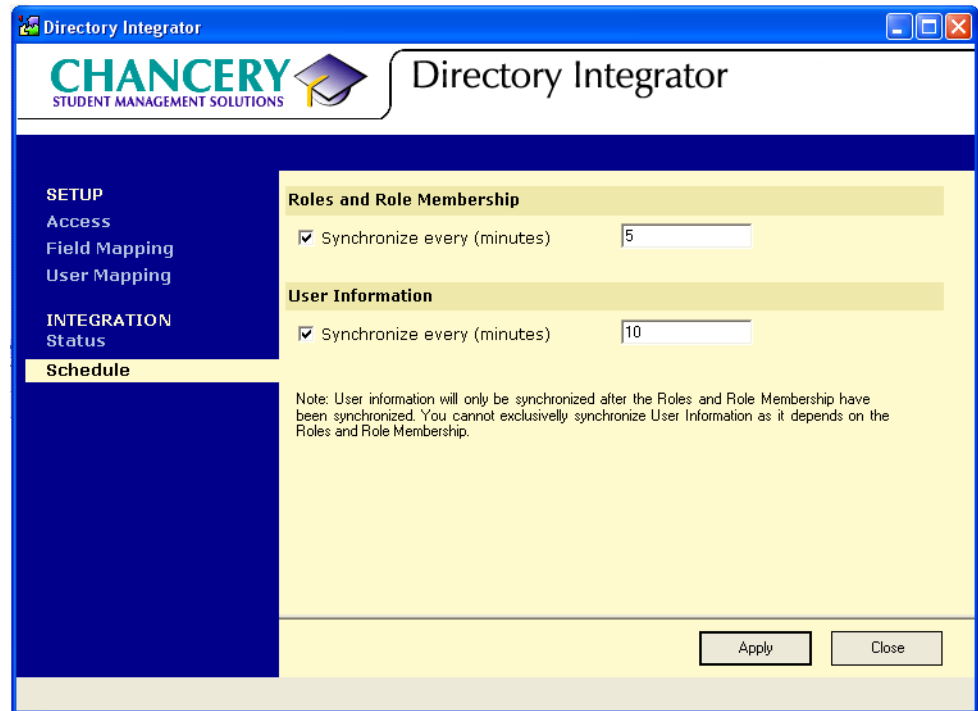 Directory Integrator
CHANCERY
STUDENT MANAGEMENT SOLUTIONS
Directory Integrator
SETUP
Access
Field Mapping
User Mapping
INTEGRATION
Status
Schedule
Roles and Role Membership
Synchronize every (minutes) 5
User Information
Synchronize every (minutes) 10
Note: User information will only be synchronized after the Roles and Role Membership have
been synchronized. You cannot exclusivelly synchronize User Information as it depends on the
Roles and Role Membership.
Apply Close